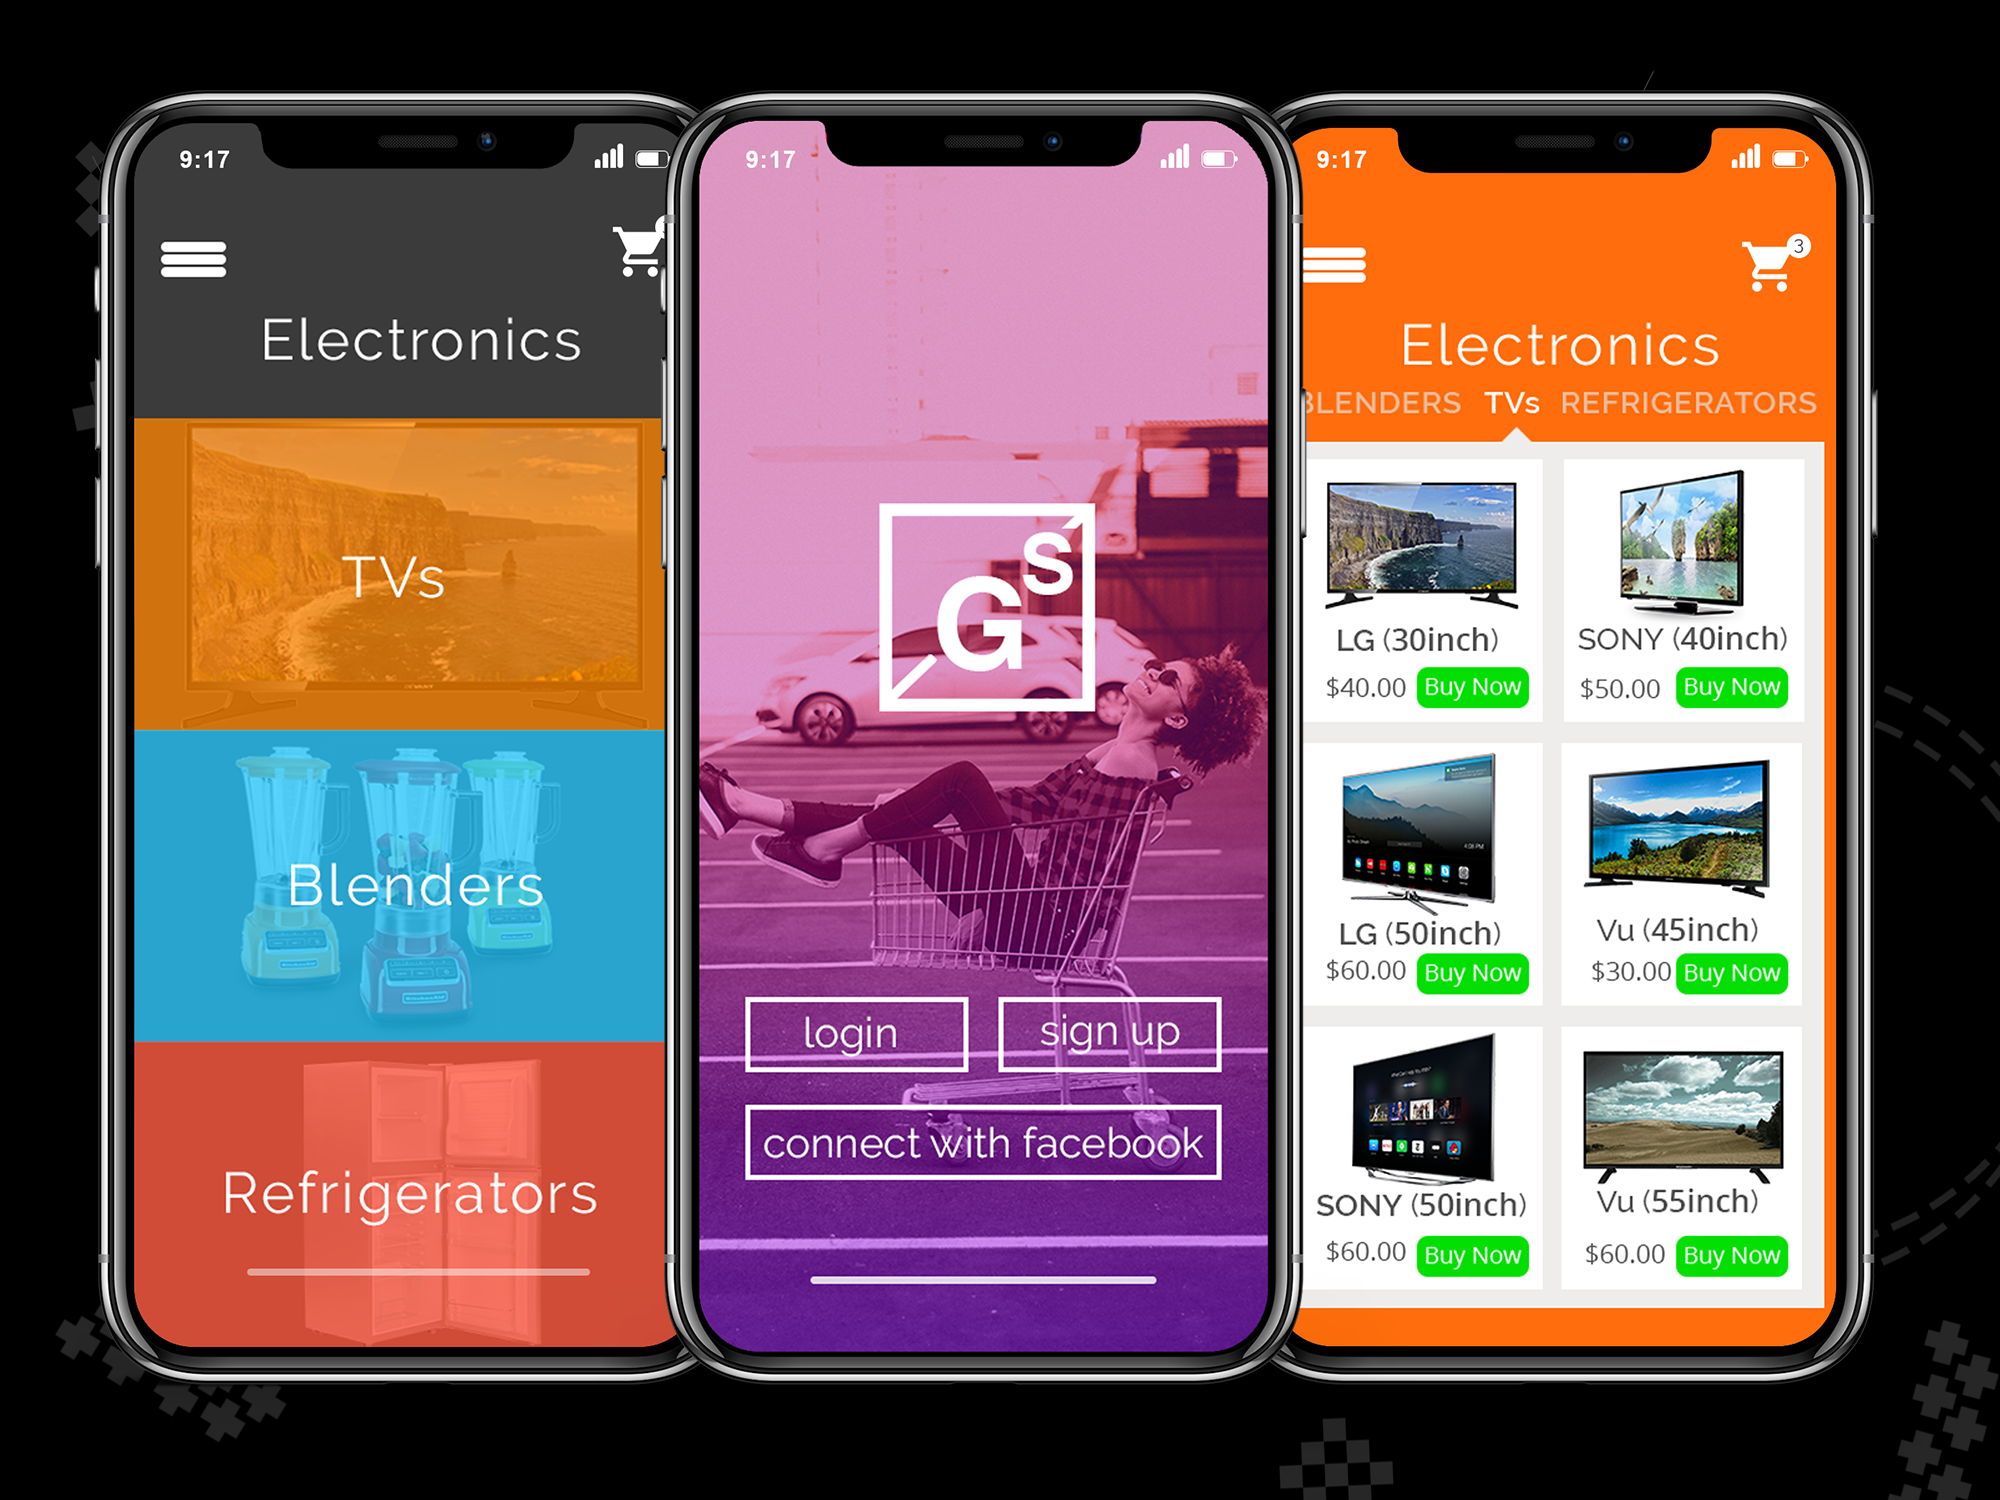 9:17
Electronics
TVs
Blenders
Refrigerators
9:17
GS
login
sign up
connect with facebook
9:17
3
Electronics
BLENDERS TVs REFRIGERATORS
LG (30inch)
$40.00 Buy Now
SONY (40inch)
$50.00 Buy Now
LG (50inch)
$60.00 Buy Now
Vu (45inch)
$30.00 Buy Now
SONY (50inch)
$60.00 Buy Now
Vu (55inch)
$60.00 Buy Now